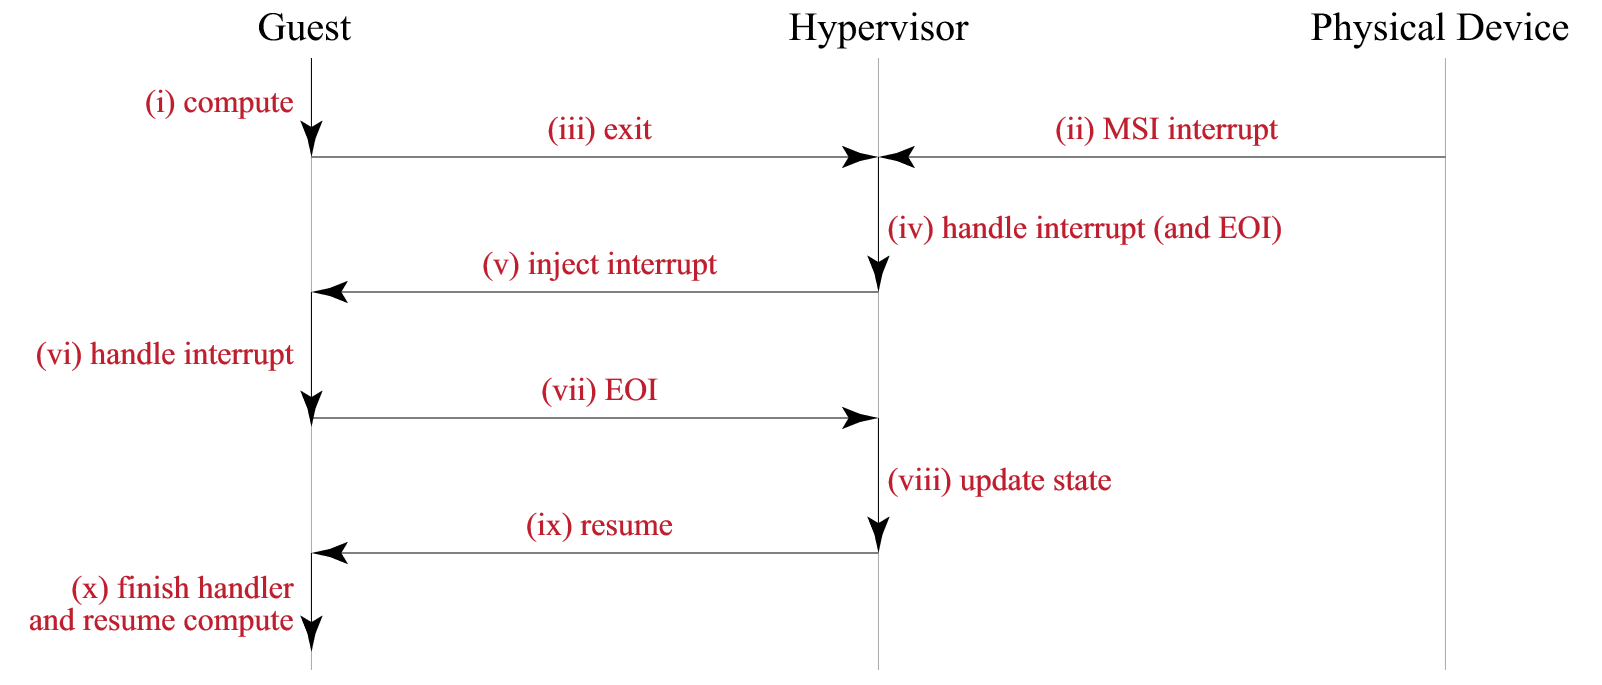 Guest
Hypervisor
Physical Device
(i) compute
(iii) exit
(ii) MSI interrupt
(iv) handle interrupt (and EOI)
(v) inject interrupt
(vi) handle interrupt
(vii) EOI
(viii) update state
(ix) resume
(x) finish handler
and resume compute